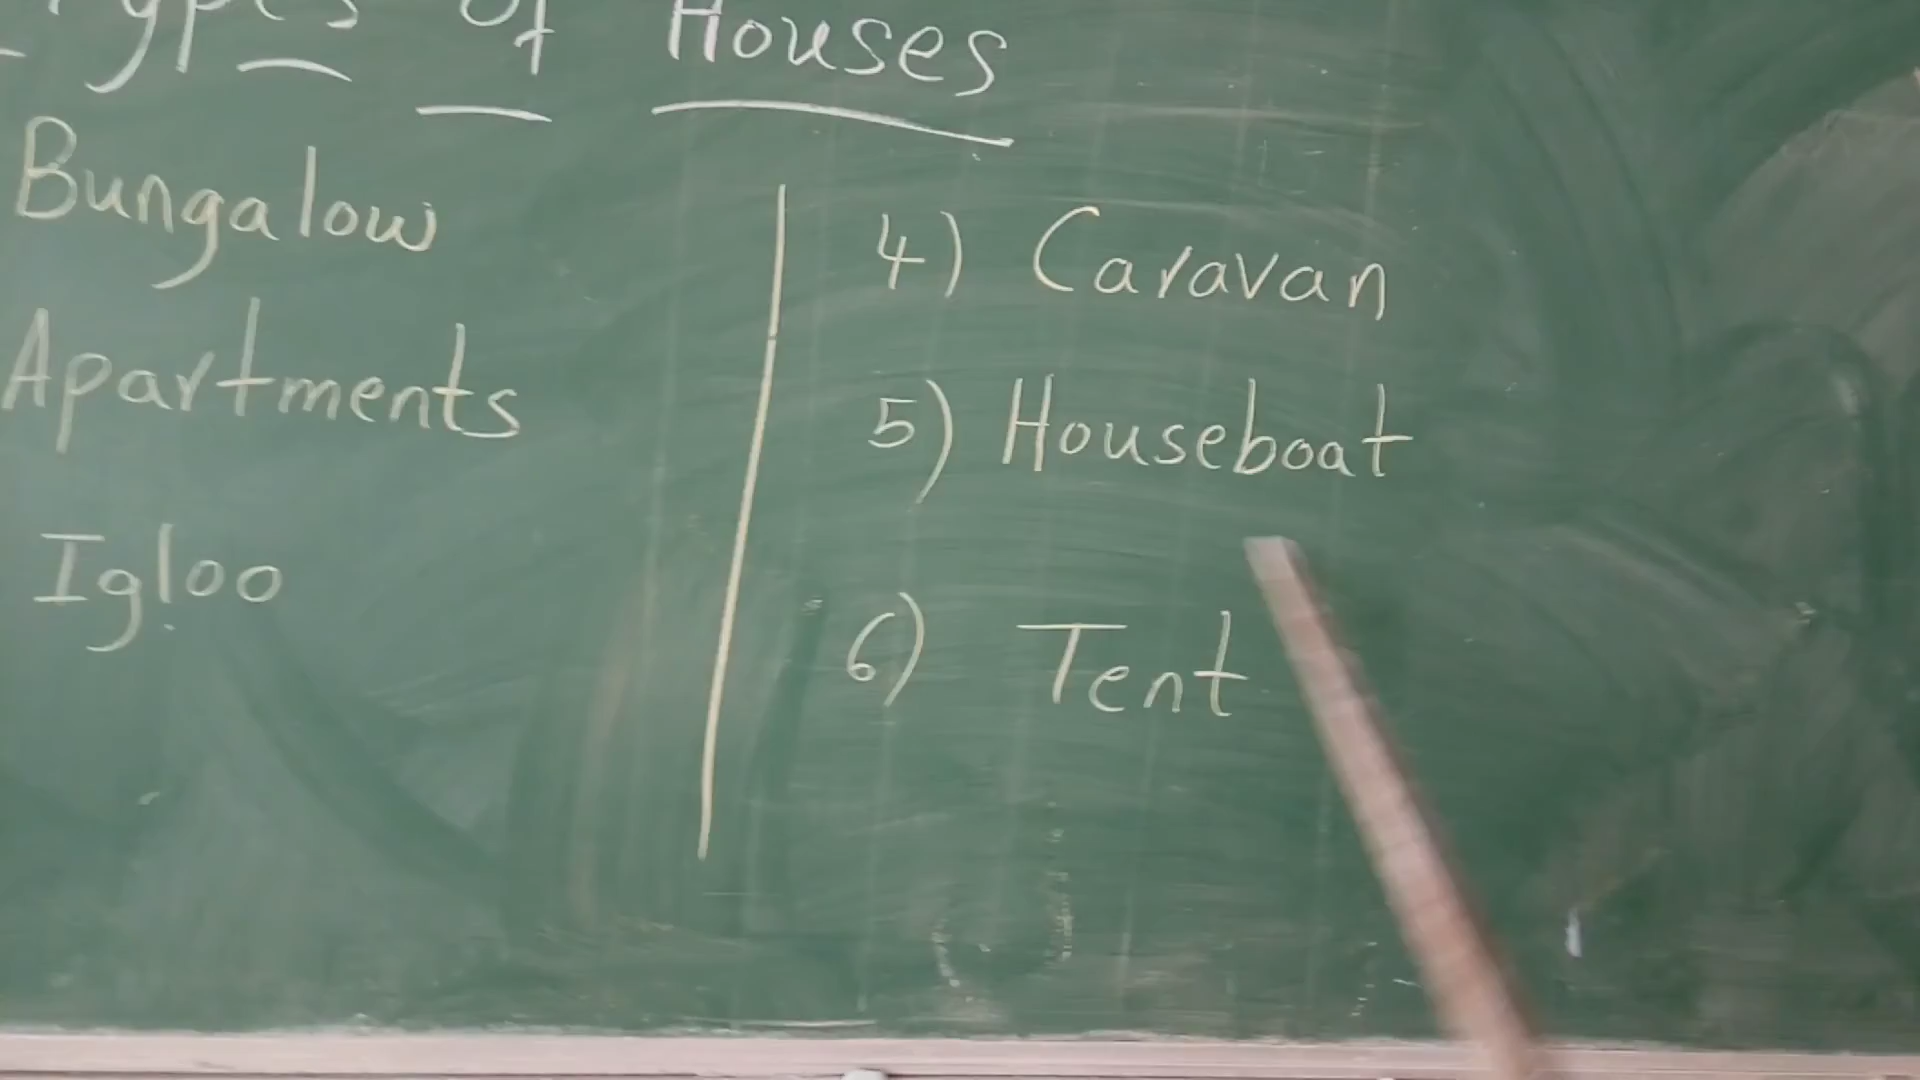 Types of Houses
Bungalow
Apartments
Igloo
4) Caravan
5) Houseboat
6) Tent